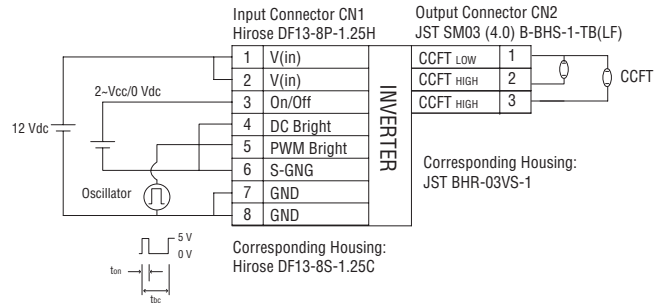 Input Connector CN1
Hirose DF13-8P-1.25H
Output Connector CN2
JST SM03 (4.0) B-BHS-1-TB(LF)
1 V(in)
2 V(in)
3 On/Off
4 DC Bright
5 PWM Bright
6 S-GNG
7 GND
8 GND
INVERTER
CCFT LOW 1
CCFT HIGH 2
CCFT HIGH 3
CCFT
2~Vcc/0 Vdc
12 Vdc
Oscillator
Corresponding Housing:
JST BHR-03VS-1
5 V
0 V
ton
tbc
Corresponding Housing:
Hirose DF13-8S-1.25C